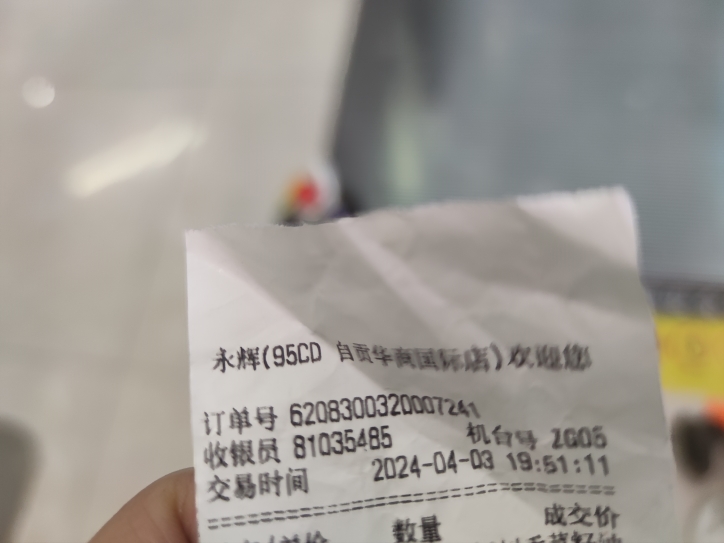 永辉(95CD 自贡华商国际店)欢迎您
订单号 6208300320007241
收银员 81035485 机台号 2G05
交易时间 2024-04-03 19:51:11
数量 成交价